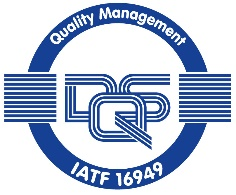 Quality Management
DQS
IATF 16949